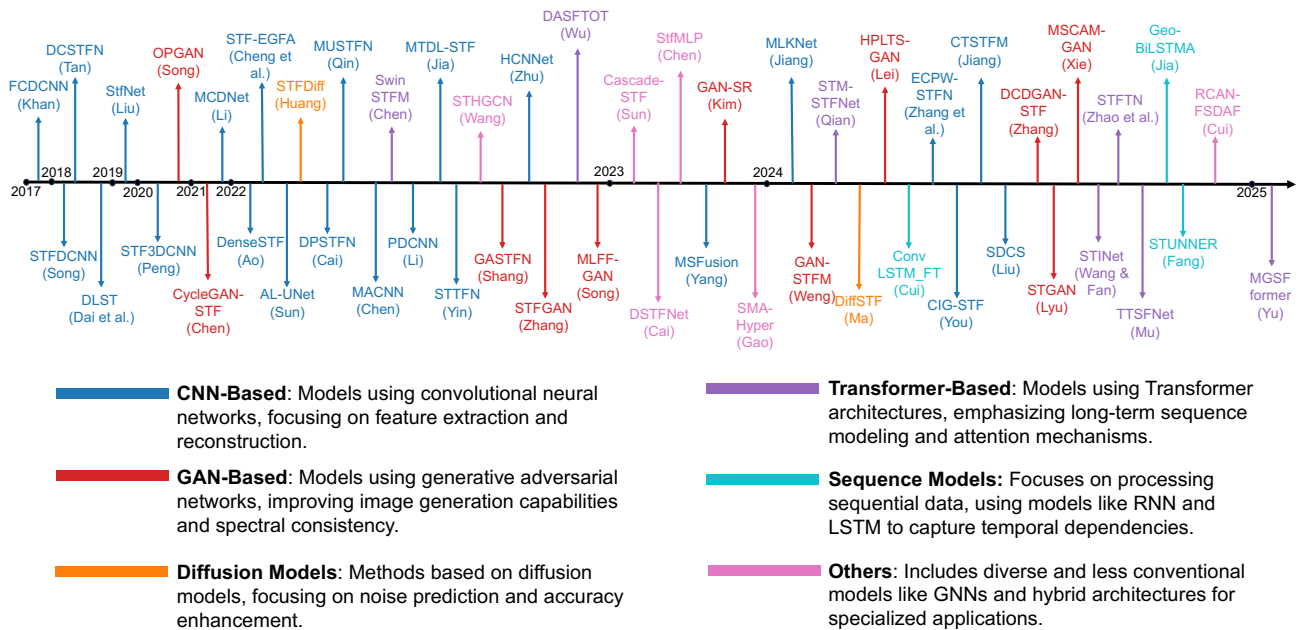 FCDCNN
(Khan)
DCSTFN
(Tan)
StfNet
(Liu)
OPGAN
(Song)
MCDNet
(Li)
STF-EGFA
(Cheng
et al.)
STFDiff
(Huang)
MUSTFN
(Qin)
Swin
STFM
(Chen)
MTDL-STF
(Jia)
STHGCN
(Wang)
HCNNet
(Zhu)
DASFTOT
(Wu)
Cascade-
STF
(Sun)
StfMLP
(Chen)
GAN-SR
(Kim)
MLKNet
(Jiang)
STM-
STFNet
(Qian)
HPLTS-
GAN
(Lei)
ECPW-
STFN
(Zhang et
al.)
CTSTFM
(Jiang)
DCDGAN-
STF
(Zhang)
MSCAM-
GAN
(Xie)
STFTN
(Zhao et al.)
Geo-
BiLSTMA
(Jia)
RCAN-
FSDAF
(Cui)
2017
2018
2019
2020
2021
2022
2023
2024
2025
STFDCNN
(Song)
DLST
(Dai et al.)
STF3DCNN
(Peng)
CycleGAN-
STF
(Chen)
DenseSTF
(Ao)
AL-UNet
(Sun)
DPSTFN
(Cai)
MACNN
(Chen)
PDCNN
(Li)
STTFN
(Yin)
GASTFN
(Shang)
STFGAN
(Zhang)
MLFF-
GAN
(Song)
DSTFNet
(Cai)
MSFusion
(Yang)
SMA-
Hyper
(Gao)
GAN-
STFM
(Weng)
DiffSTF
(Ma)
Conv
LSTM_FT
(Cui)
CIG-STF
(You)
SDCS
(Liu)
STGAN
(Lyu)
STINet
(Wang &
Fan)
TTSFNet
(Mu)
STUNNER
(Fang)
MGSF
former
(Yu)
CNN-Based: Models using convolutional neural
networks, focusing on feature extraction and
reconstruction.
GAN-Based: Models using generative adversarial
networks, improving image generation capabilities
and spectral consistency.
Diffusion Models: Methods based on diffusion
models, focusing on noise prediction and accuracy
enhancement.
Transformer-Based: Models using Transformer
architectures, emphasizing long-term sequence
modeling and attention mechanisms.
Sequence Models: Focuses on processing
sequential data, using models like RNN and
LSTM to capture temporal dependencies.
Others: Includes diverse and less conventional
models like GNNs and hybrid architectures for
specialized applications.